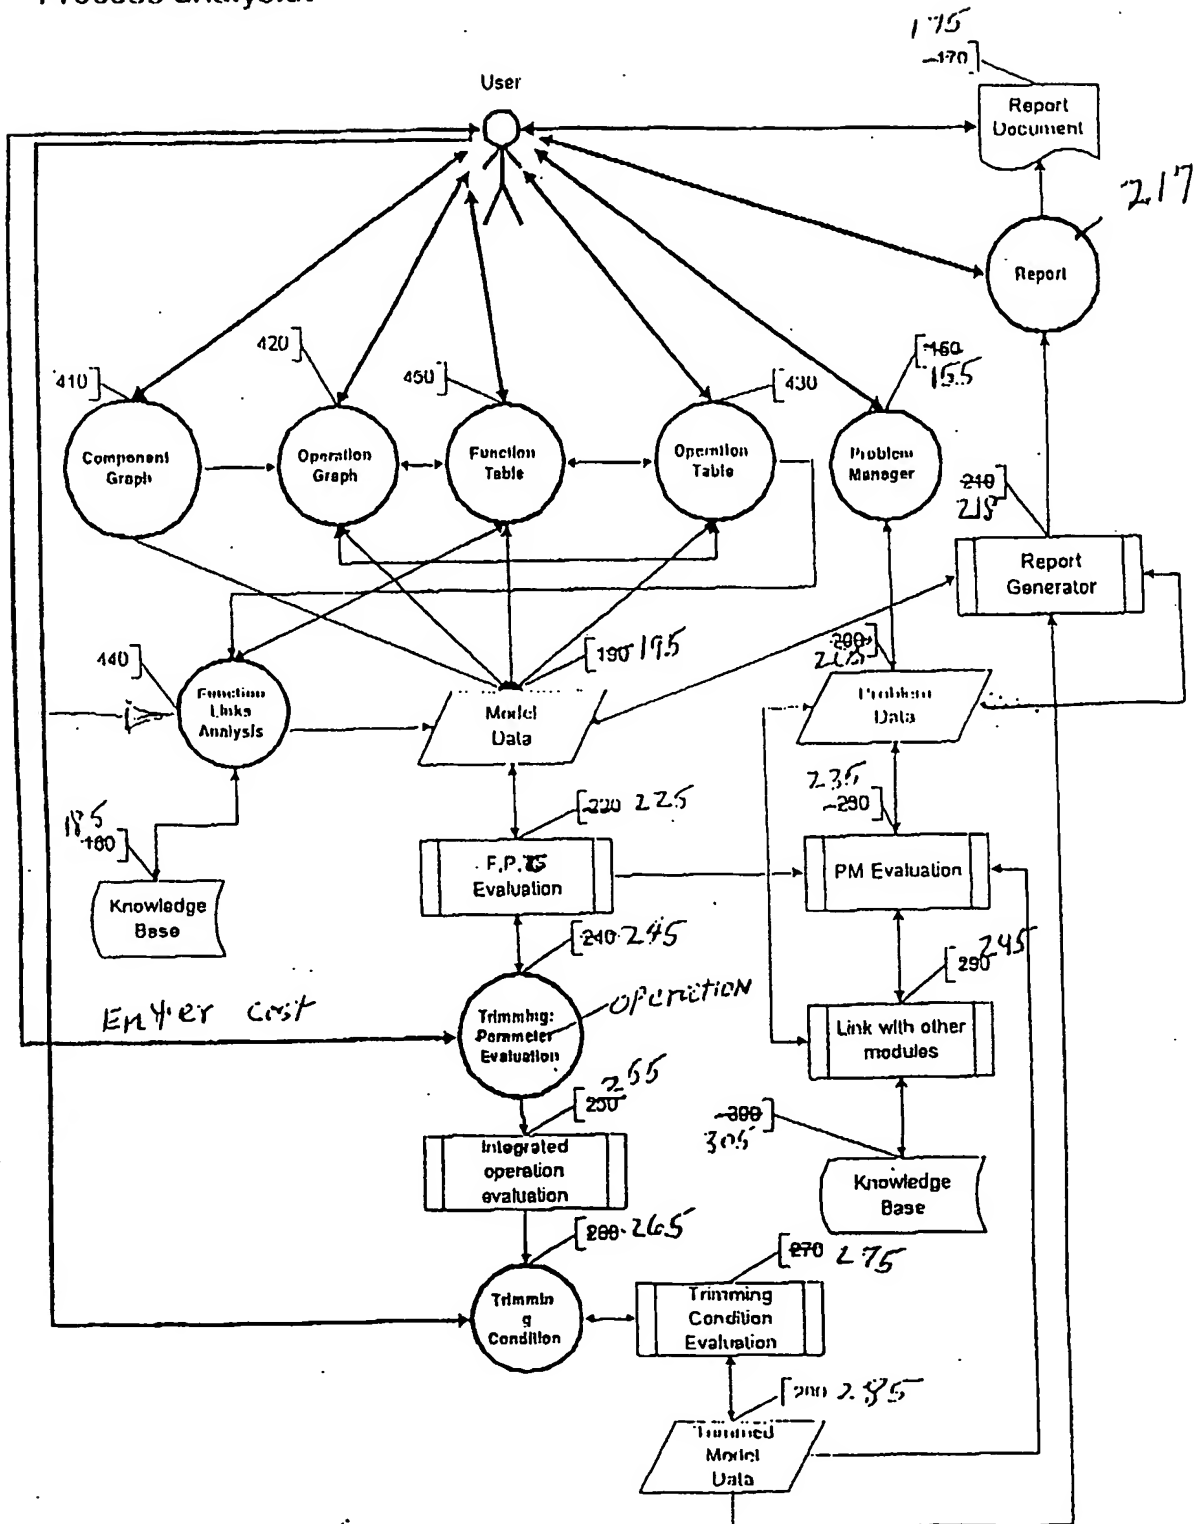 Process analysis.
175
170
User
Report
Document
217
Report
420
160
410
450
430
155
Component
Graph
Operation
Graph
Function
Table
Operation
Table
Problem
Manager
210
215
Report
Generator
440
190 195
200
Function
Links
Analysis
Model
Data
Problem
Data
235
220 225
230
185
180
F.P.
Evaluation
PM Evaluation
Knowledge
Base
240 245
245
290
Enter cost
Trimming:
Parameter
Evaluation
OPERATION
Link with other
modules
255
250
300
305
Integrated
operation
evaluation
Knowledge
Base
260 265
270 275
Trimmin
g
Condition
Trimming
Condition
Evaluation
285
Trimmed
Model
Data